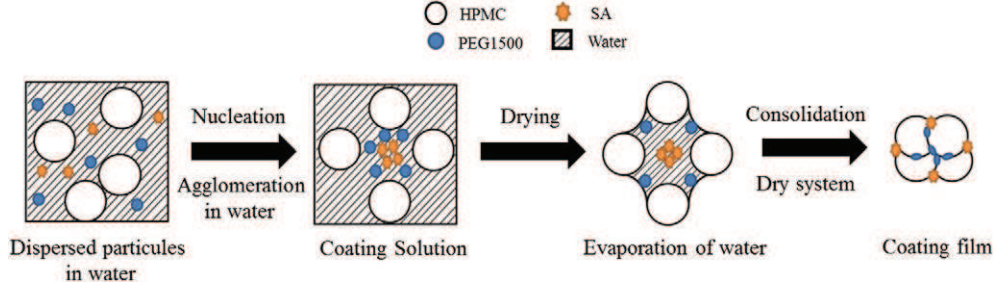 HPMC
SA
PEG1500
Water
Nucleation
Agglomeration
in water
Drying
Consolidation
Dry system
Dispersed particules
in water
Coating Solution
Evaporation of water
Coating film